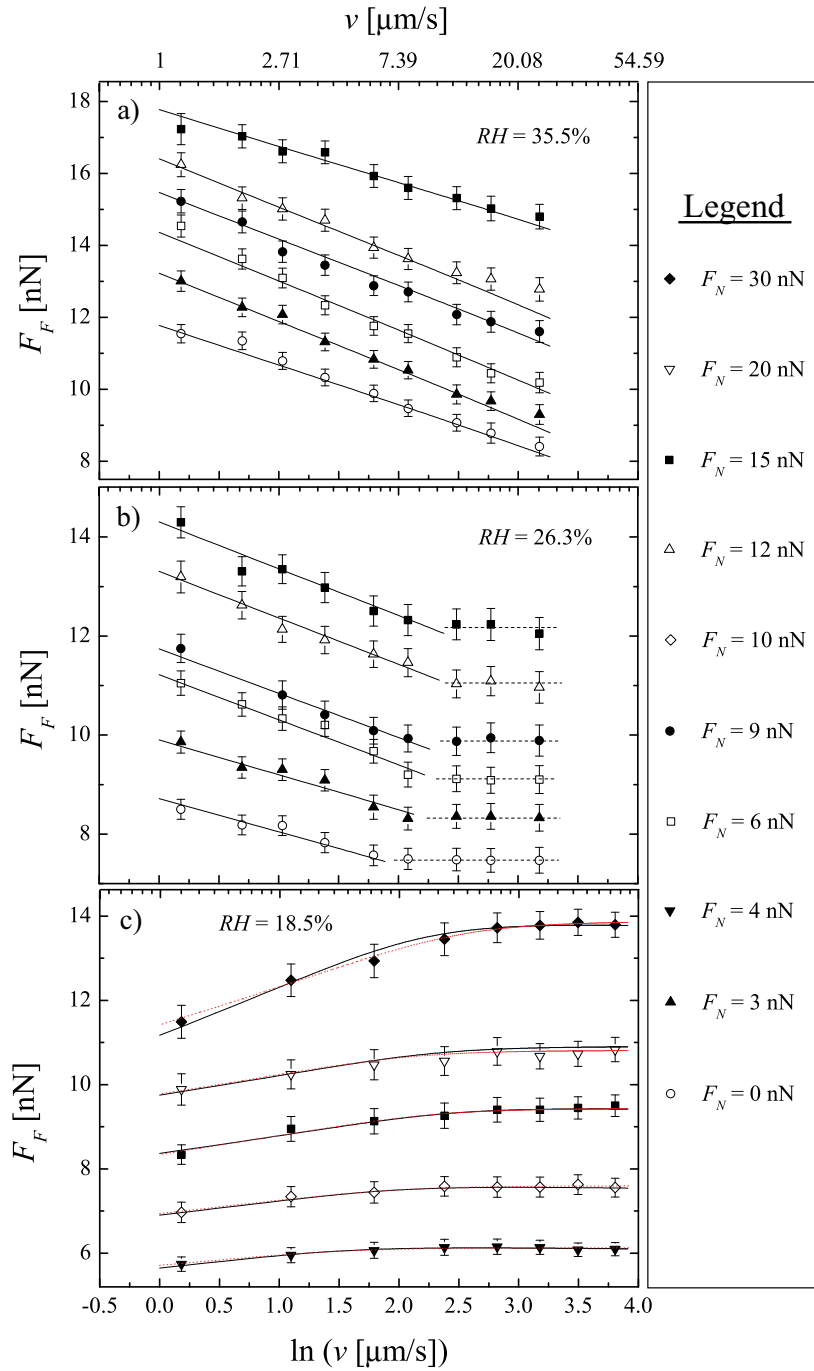 v [μm/s]
1 2.71 7.39 20.08 54.59
a)
RH = 35.5%
18
16
14
12
10
8
F_F [nN]
b)
RH = 26.3%
14
12
10
8
F_F [nN]
c)
RH = 18.5%
14
12
10
8
6
F_F [nN]
-0.5 0.0 0.5 1.0 1.5 2.0 2.5 3.0 3.5 4.0
ln (v [μm/s])
Legend
F_N = 30 nN
F_N = 20 nN
F_N = 15 nN
F_N = 12 nN
F_N = 10 nN
F_N = 9 nN
F_N = 6 nN
F_N = 4 nN
F_N = 3 nN
F_N = 0 nN